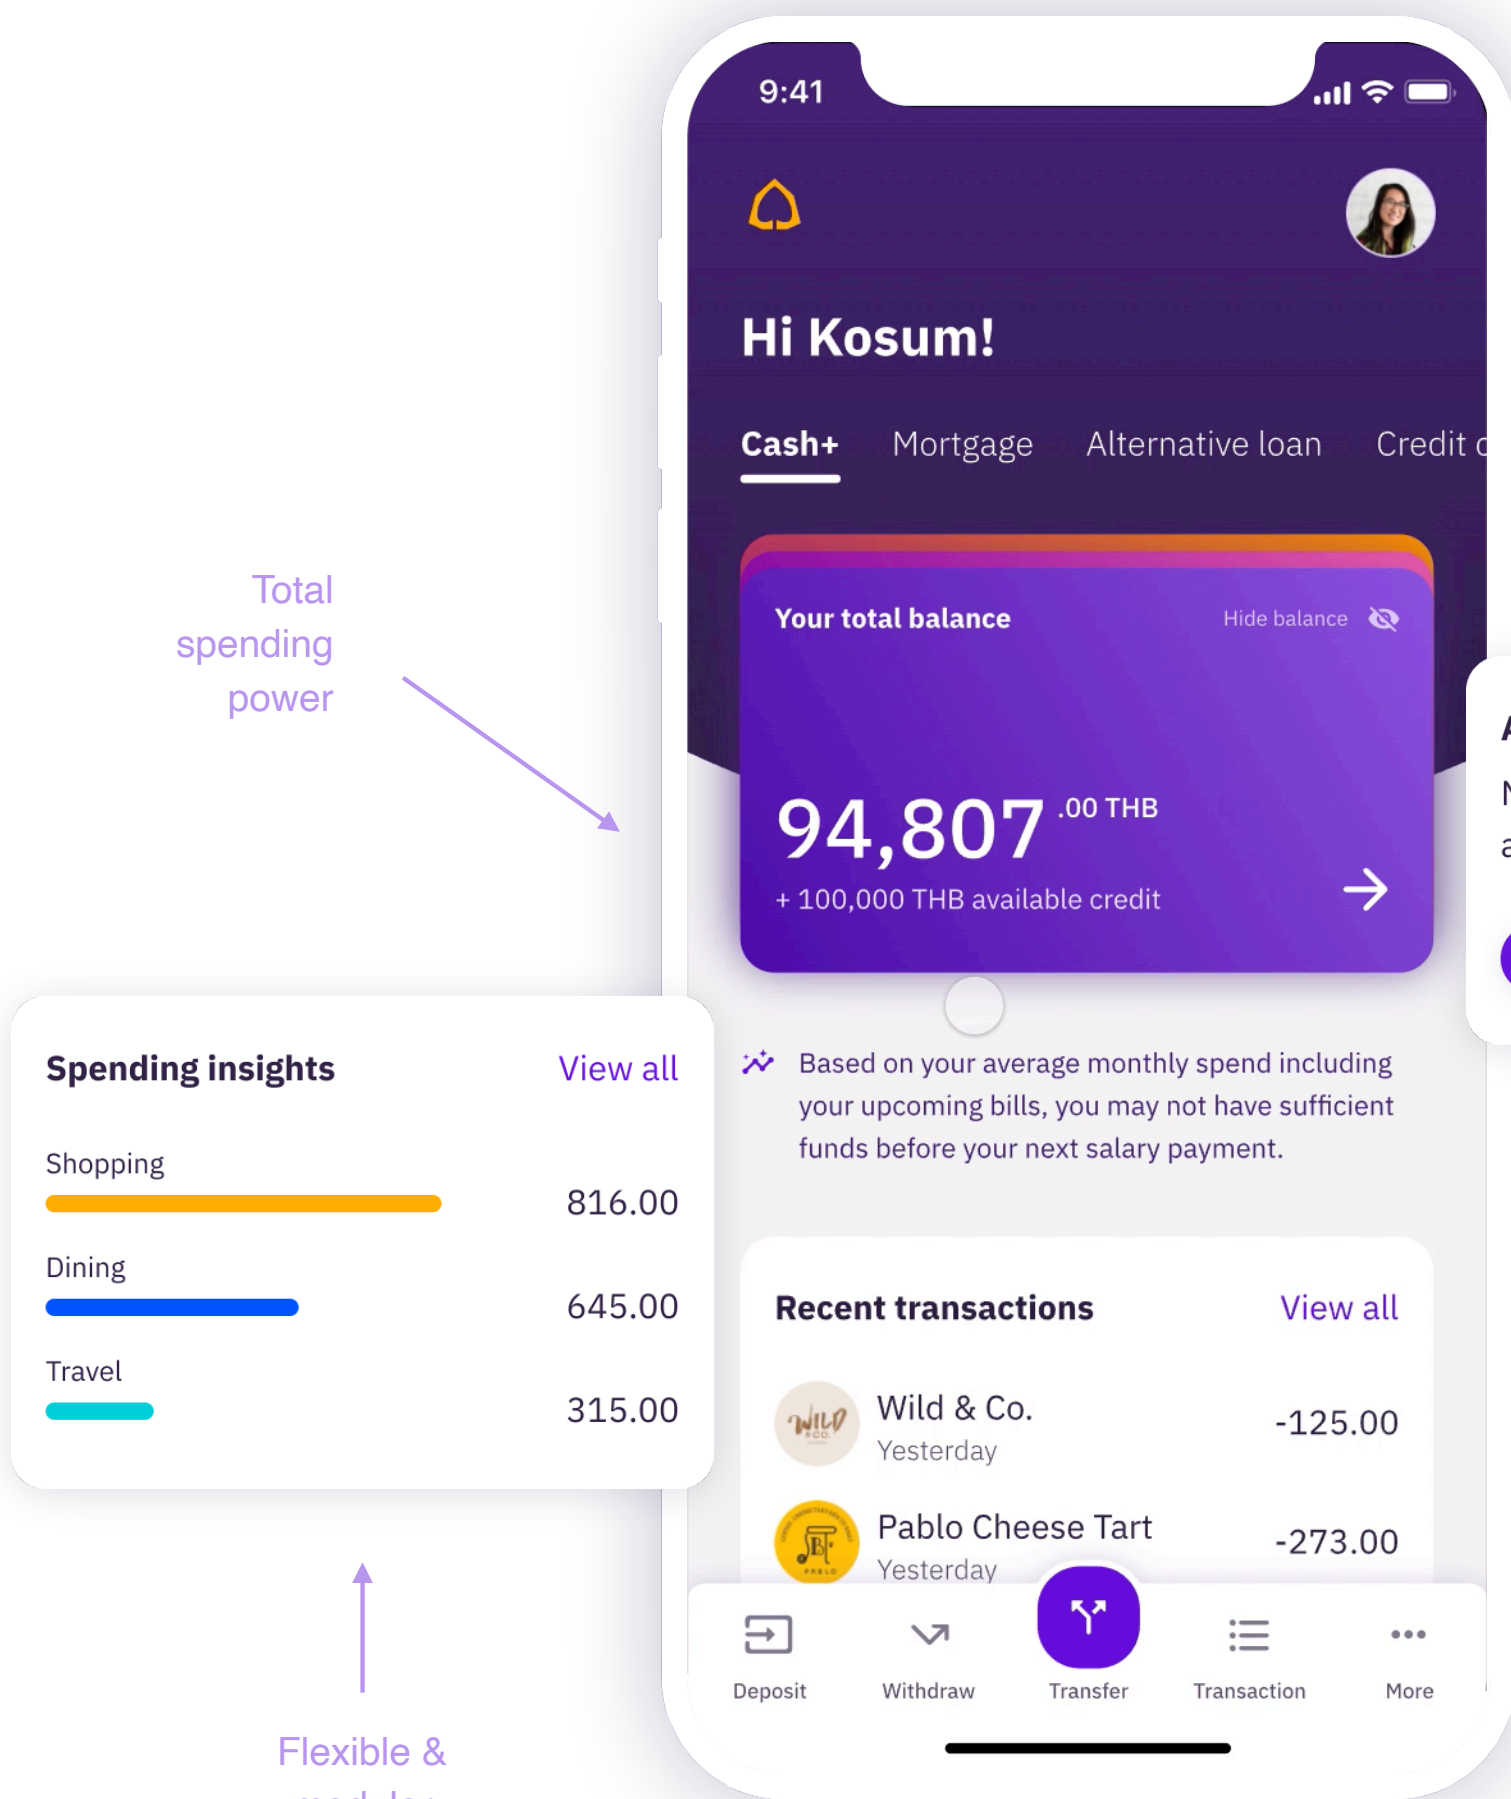 9:41
Hi Kosum!
Cash+ Mortgage Alternative loan Credit
Total
spending
power
Your total balance Hide balance
94,807.00 THB
+ 100,000 THB available credit
Based on your average monthly spend including
your upcoming bills, you may not have sufficient
funds before your next salary payment.
Spending insights View all
Shopping
816.00
Dining
645.00
Travel
315.00
Recent transactions View all
WILD
& CO.
Wild & Co.
-125.00
Yesterday
PABLO
Pablo Cheese Tart
-273.00
Yesterday
Deposit Withdraw Transfer Transaction More
Flexible &